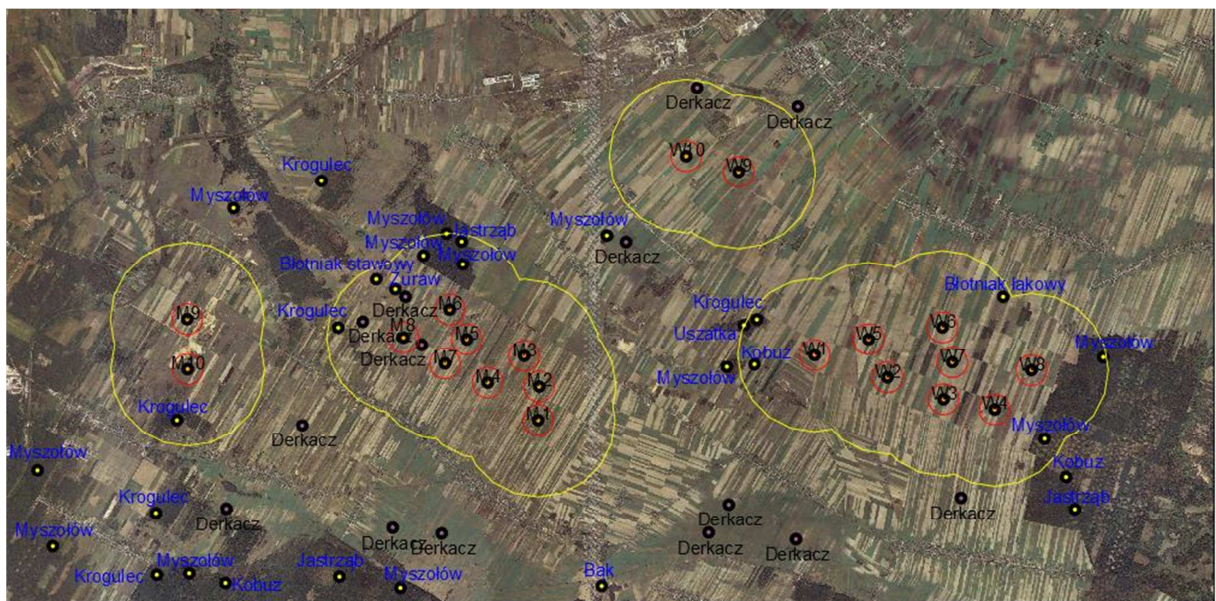 Derkacz
Derkacz
W10
W9
Krogulec
Myszołów
Myszołów
Jastrząb
Myszołów
Derkacz
Myszołów
Myszołów
Błotniak stawowy
Żuraw
Błotniak łąkowy
Derkacz
M6
M9
Krogulec
Derkacz
M8
M5
Derkacz
Krogulec
Uszatka
W5
W6
Myszołów
M7
M3
W1
Kobuz
W7
W8
M10
M4
M2
Myszołów
W2
W3
W4
Krogulec
M1
Myszołów
Derkacz
Myszołów
Kobuz
Krogulec
Jastrząb
Derkacz
Derkacz
Derkacz
Myszołów
Derkacz
Derkacz
Derkacz
Derkacz
Myszołów
Jastrząb
Krogulec
Kobuz
Myszołów
Bąk